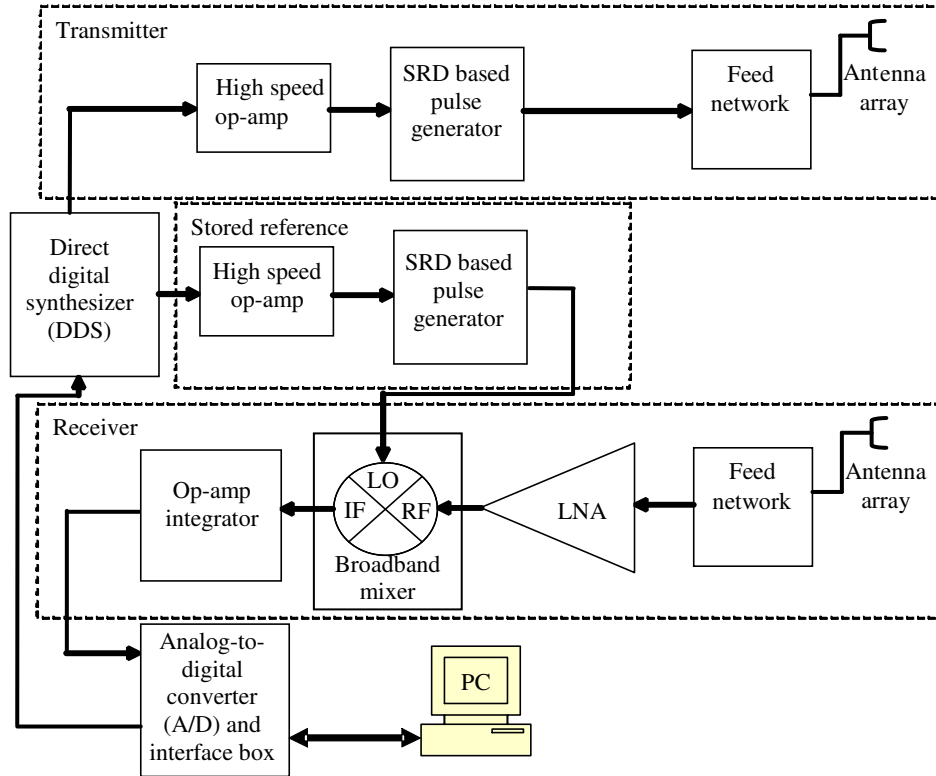 Transmitter
High speed
op-amp
SRD based
pulse
generator
Feed
network
Antenna
array
Direct
digital
synthesizer
(DDS)
Stored reference
High speed
op-amp
SRD based
pulse
generator
Receiver
Op-amp
integrator
LO
IF
RF
Broadband
mixer
LNA
Feed
network
Antenna
array
Analog-to-
digital
converter
(A/D) and
interface box
PC